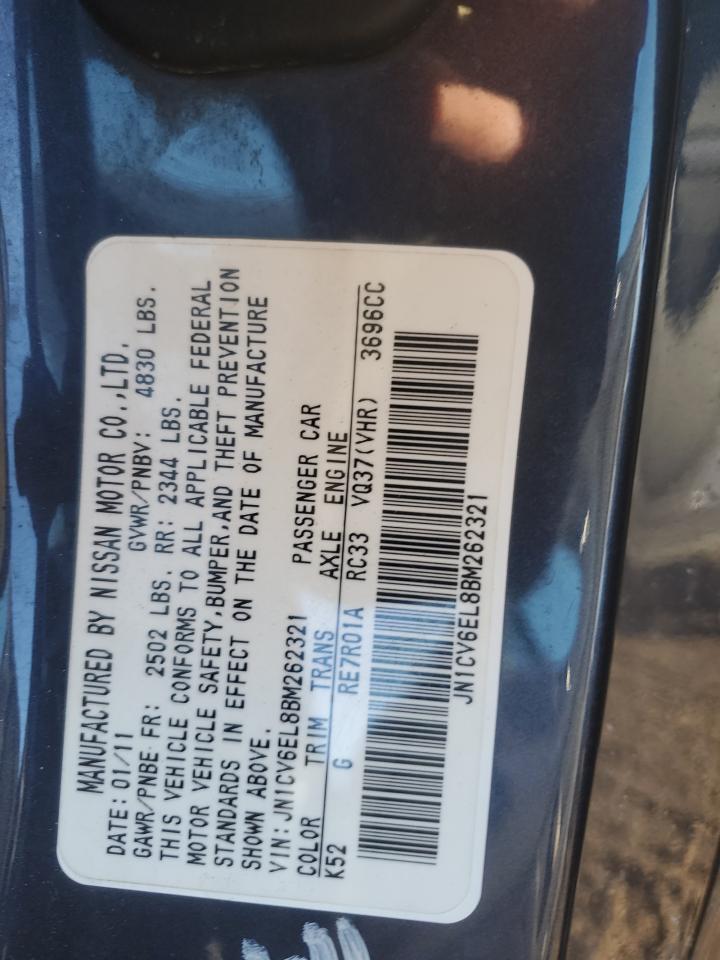 MANUFACTURED BY NISSAN MOTOR CO.,LTD.
DATE:01/11 GVWR/PNBV: 4830 LBS.
GAWR/PNBE FR: 2502 LBS. RR: 2344 LBS.
THIS VEHICLE CONFORMS TO ALL APPLICABLE FEDERAL
MOTOR VEHICLE SAFETY,BUMPER,AND THEFT PREVENTION
STANDARDS IN EFFECT ON THE DATE OF MANUFACTURE
SHOWN ABOVE.
VIN:JN1CV6EL8BM262321 PASSENGER CAR
COLOR TRIM TRANS AXLE ENGINE
K52 G RE7R01A RC33 VQ37(VHR) 3696CC
JN1CV6EL8BM262321